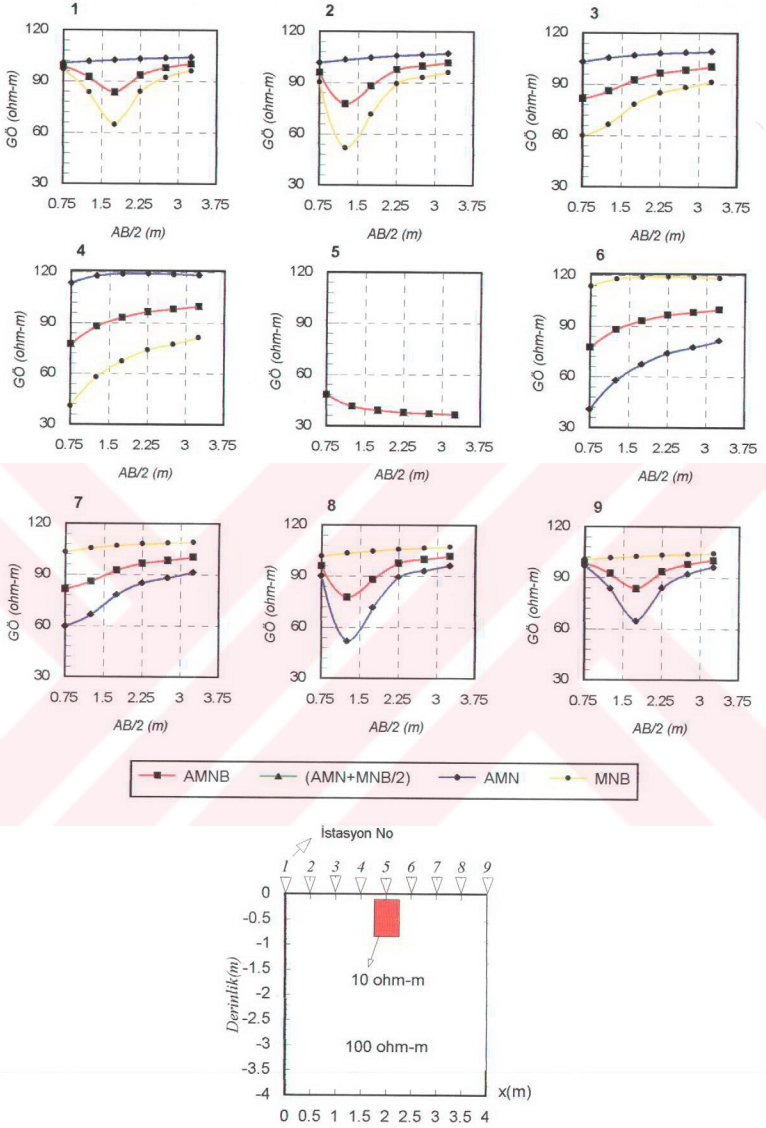 1 2 3
120 120 120
GÖ (ohm-m) 90 GÖ (ohm-m) 90 GÖ (ohm-m) 90
60 60 60
30 30 30
0.75 1.5 2.25 3 3.75 0.75 1.5 2.25 3 3.75 0.75 1.5 2.25 3 3.75
AB/2 (m) AB/2 (m) AB/2 (m)
4 5 6
120 120 120
GÖ (ohm-m) 90 GÖ (ohm-m) 90 GÖ (ohm-m) 90
60 60 60
30 30 30
0.75 1.5 2.25 3 3.75 0.75 1.5 2.25 3 3.75 0.75 1.5 2.25 3 3.75
AB/2 (m) AB/2 (m) AB/2 (m)
7 8 9
120 120 120
GÖ (ohm-m) 90 GÖ (ohm-m) 90 GÖ (ohm-m) 90
60 60 60
30 30 30
0.75 1.5 2.25 3 3.75 0.75 1.5 2.25 3 3.75 0.75 1.5 2.25 3 3.75
AB/2 (m) AB/2 (m) AB/2 (m)
AMNB (AMN+MNB/2) AMN MNB
İstasyon No
1 2 3 4 5 6 7 8 9
0
-0.5
-1
-1.5
10 ohm-m
-2
Derinlik(m)
-2.5
-3 100 ohm-m
-3.5
-4 x(m)
0 0.5 1 1.5 2 2.5 3 3.5 4